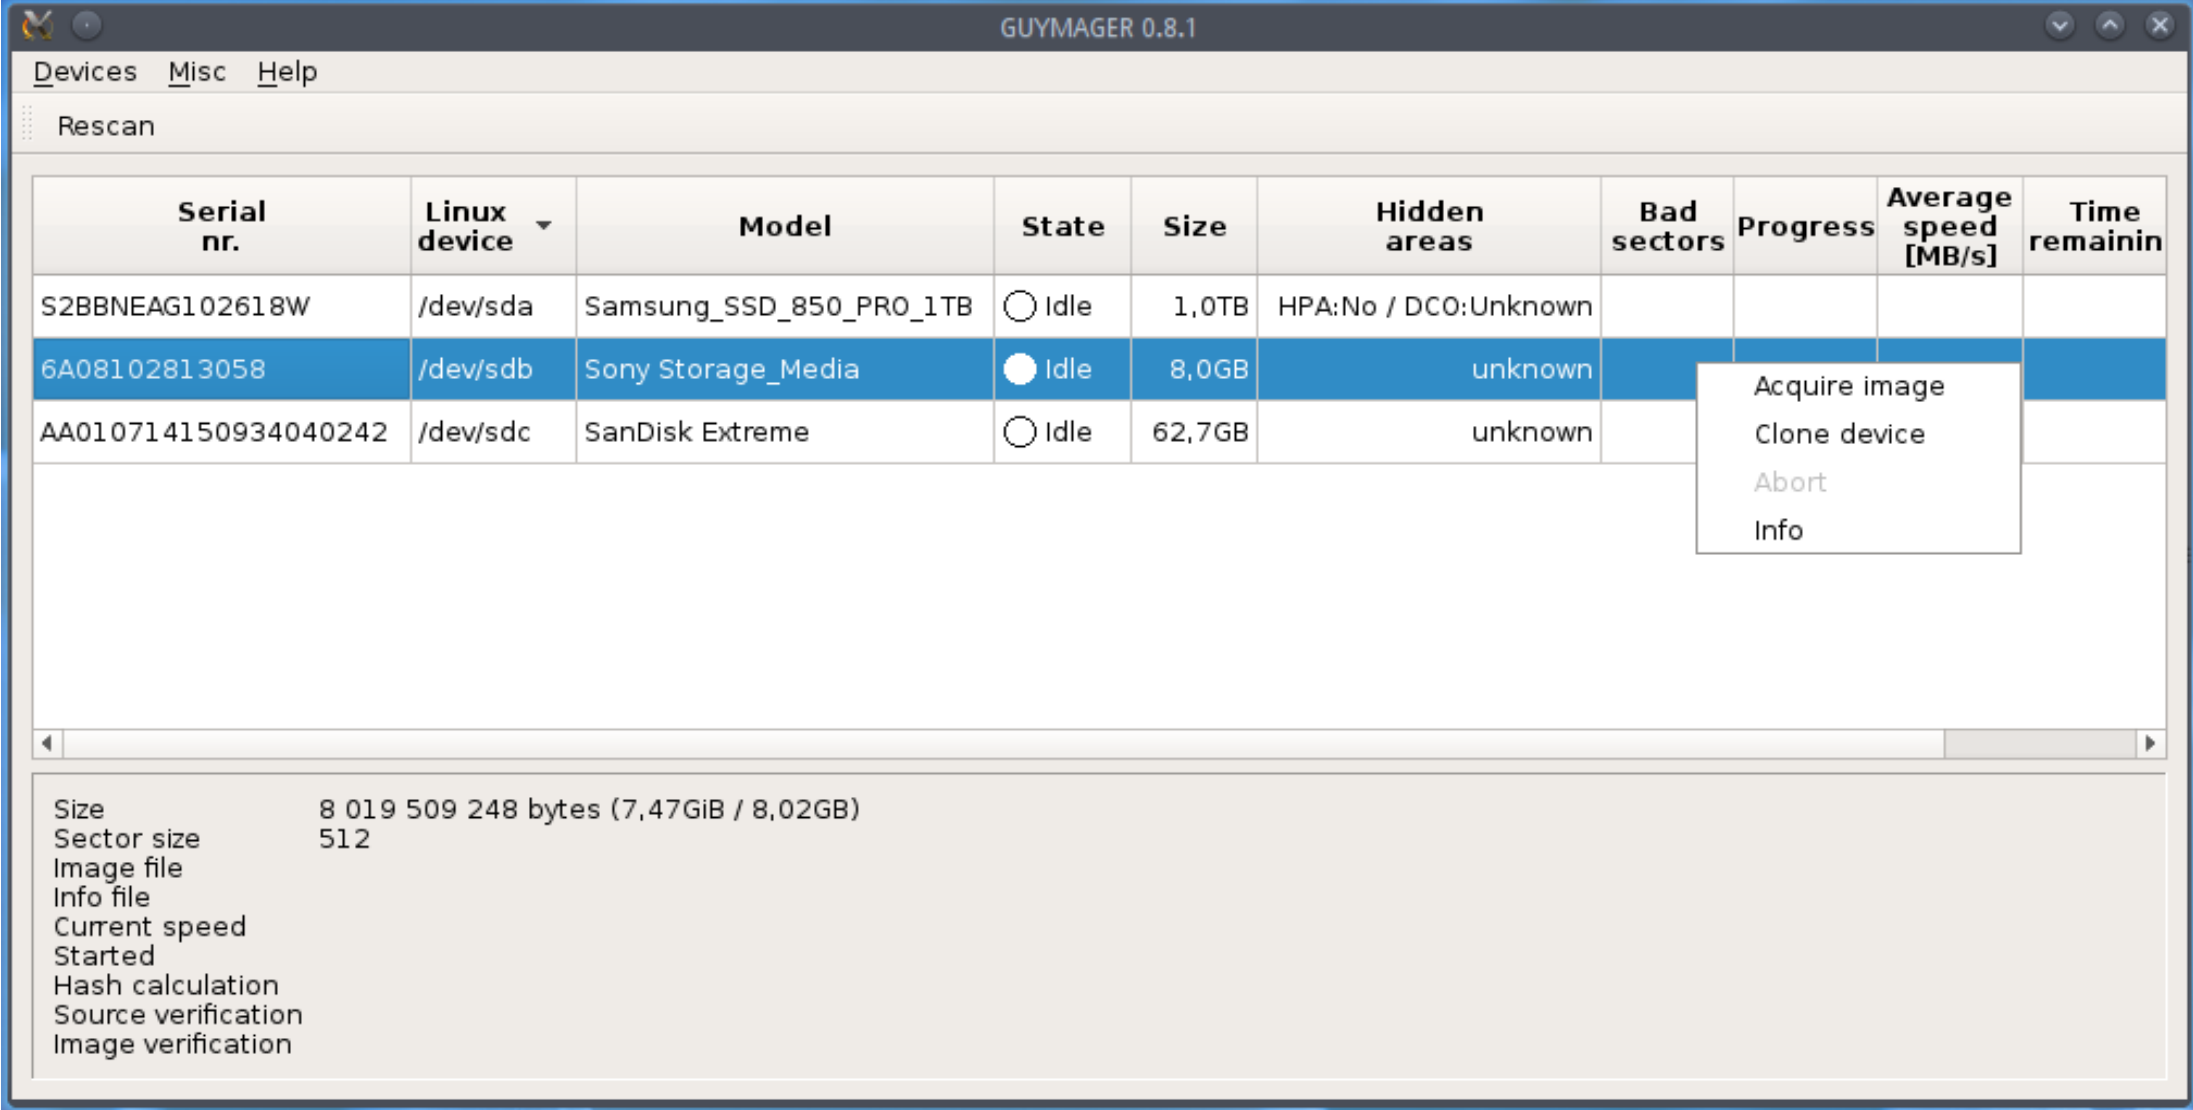 GUYMAGER 0.8.1
Devices Misc Help
Rescan
Serial nr.
Linux device
Model
State
Size
Hidden areas
Bad sectors
Progress
Average speed [MB/s]
Time remainin
S2BBNEAG102618W /dev/sda Samsung_SSD_850_PRO_1TB Idle 1,0TB HPA:No / DCO:Unknown
6A08102813058 /dev/sdb Sony Storage_Media Idle 8,0GB unknown
AA010714150934040242 /dev/sdc SanDisk Extreme Idle 62,7GB unknown
Acquire image
Clone device
Abort
Info
Size 8 019 509 248 bytes (7,47GiB / 8,02GB)
Sector size 512
Image file
Info file
Current speed
Started
Hash calculation
Source verification
Image verification